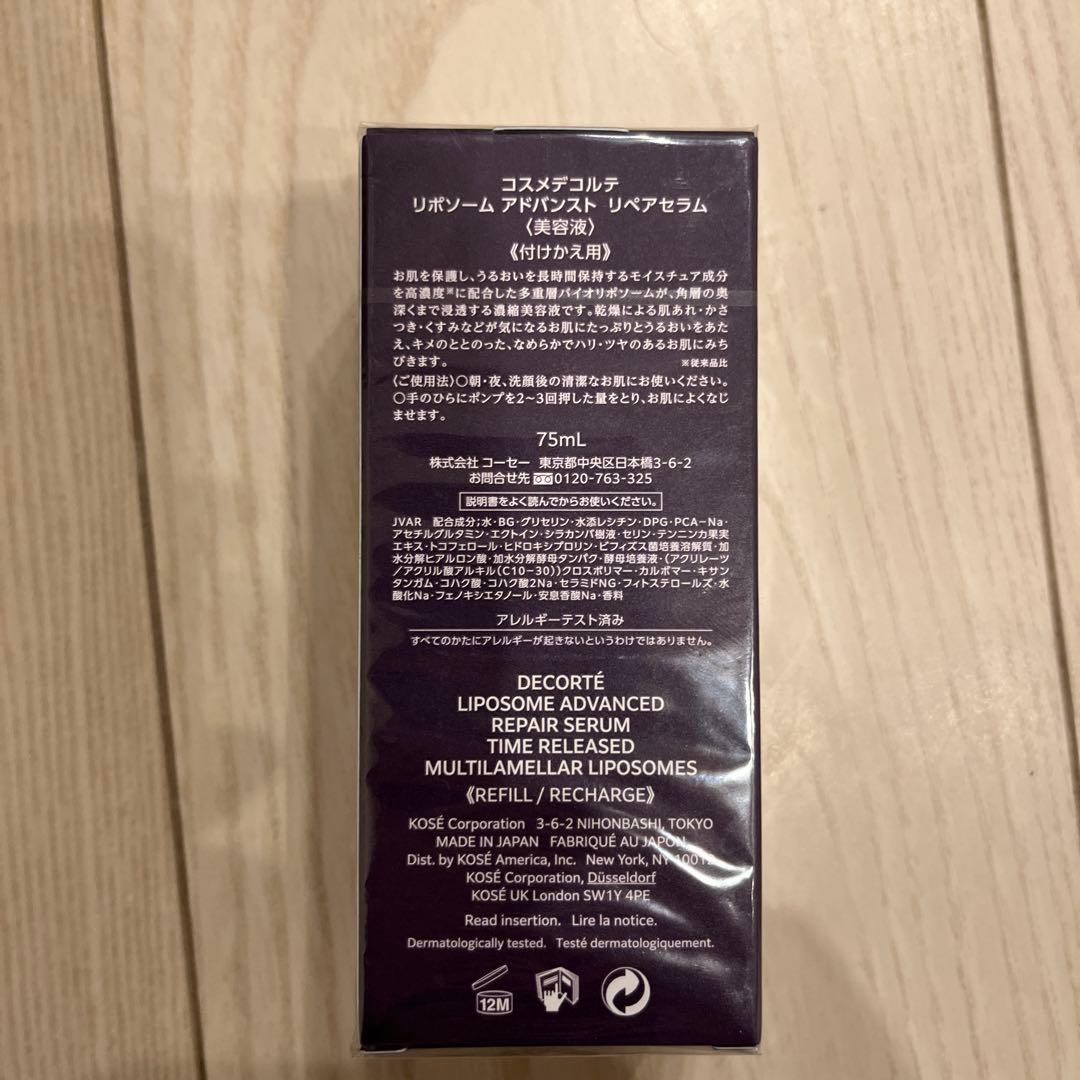 コスメデコルテ
リポソーム アドバンスト リペアセラム
〈美容液〉
《付けかえ用》
お肌を保護し、うるおいを長時間保持するモイスチュア成分
を高濃度※に配合した多重層バイオリポソームが、角層の奥
深くまで浸透する濃縮美容液です。乾燥による肌あれ・かさ
つき・くすみなどが気になるお肌にたっぷりとうるおいをあた
え、キメのととのった、なめらかでハリ・ツヤのあるお肌にみち
びきます。 ※従来品比
〈ご使用法〉○朝・夜、洗顔後の清潔なお肌にお使いください。
○手のひらにポンプを2~3回押した量をとり、お肌によくなじ
ませます。
75mL
株式会社 コーセー 東京都中央区日本橋3-6-2
お問合せ先 0120-763-325
説明書をよく読んでからお使いください。
JVAR 配合成分;水・BG・グリセリン・水添レシチン・DPG・PCA-Na・
アセチルグルタミン・エクトイン・シラカンバ樹液・セリン・テンニンカ果実
エキス・トコフェロール・ヒドロキシプロリン・ビフィズス菌培養溶解質・加
水分解ヒアルロン酸・加水分解酵母タンパク・酵母培養液・(アクリレーツ
/アクリル酸アルキル(C10-30))クロスポリマー・カルボマー・キサン
タンガム・コハク酸・コハク酸2Na・セラミドNG・フィトステロールズ・水
酸化Na・フェノキシエタノール・安息香酸Na・香料
アレルギーテスト済み
すべてのかたにアレルギーが起きないというわけではありません。
DECORTÉ
LIPOSOME ADVANCED
REPAIR SERUM
TIME RELEASED
MULTILAMELLAR LIPOSOMES
《REFILL / RECHARGE》
KOSÉ Corporation 3-6-2 NIHONBASHI, TOKYO
MADE IN JAPAN FABRIQUÉ AU JAPON
Dist. by KOSÉ America, Inc. New York, NY 10012
KOSÉ Corporation, Düsseldorf
KOSÉ UK London SW1Y 4PE
Read insertion. Lire la notice.
Dermatologically tested. Testé dermatologiquement.
12M